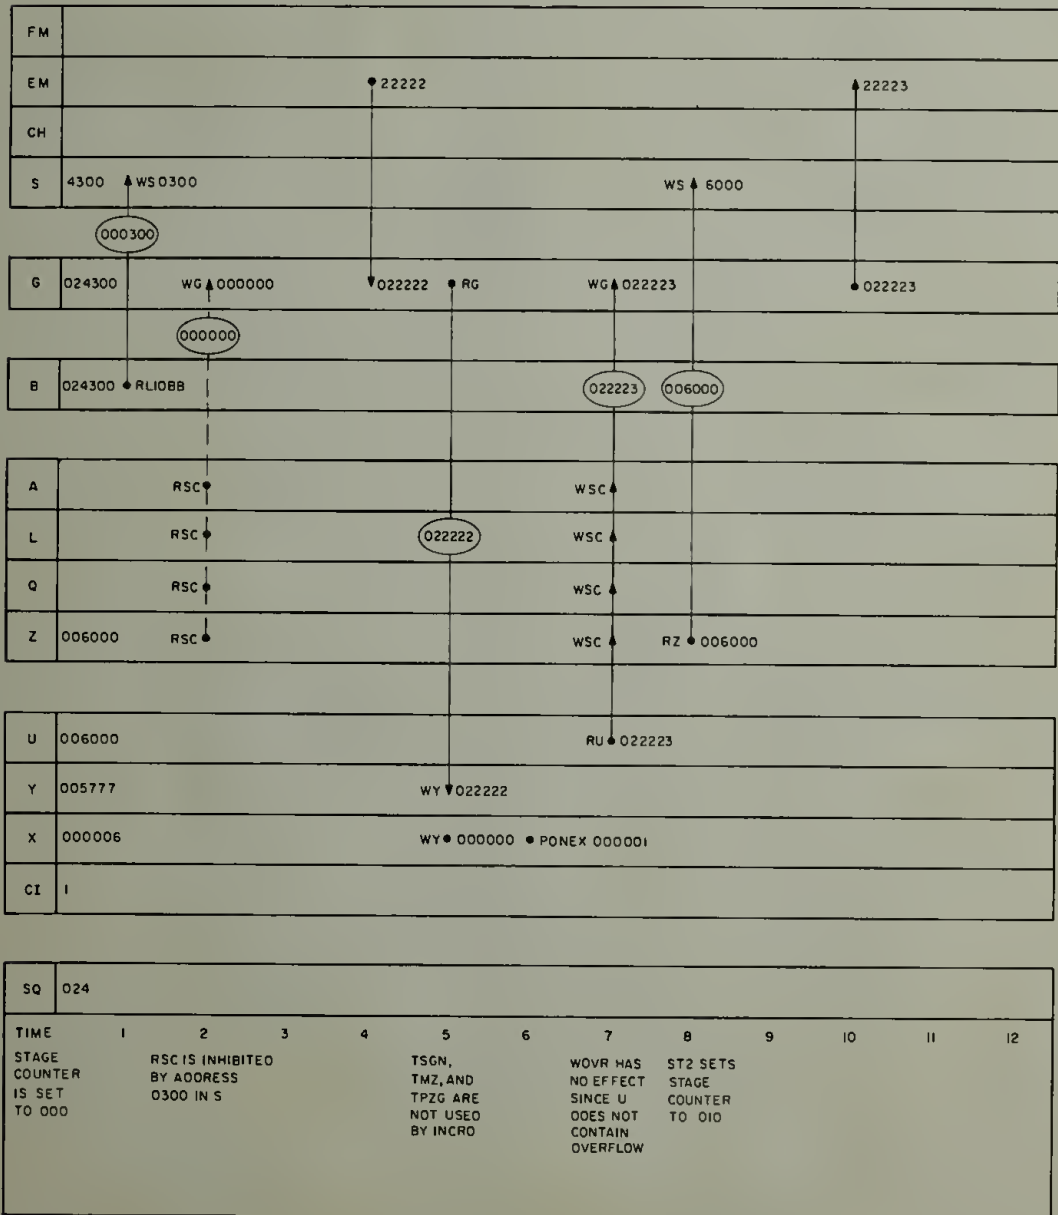 FM
EM 22222 22223
CH
S 4300 WS 0300 WS 6000
000300
G 024300 WG 000000 022222 RG WG 022223 022223
000000
B 024300 RL10BB 022223 006000
A RSC WSC
L RSC 022222 WSC
Q RSC WSC
Z 006000 RSC WSC RZ 006000
U 006000 RU 022223
Y 005777 WY 022222
X 000006 WY 000000 PONEX 000001
CI 1
SQ 024
TIME 1 2 3 4 5 6 7 8 9 10 11 12
STAGE
COUNTER
IS SET
TO 000
RSC IS INHIBITED
BY ADDRESS
0300 IN S
TSGN,
TMZ, AND
TPZG ARE
NOT USED
BY INCRO
WOVR HAS
NO EFFECT
SINCE U
DOES NOT
CONTAIN
OVERFLOW
ST2 SETS
STAGE
COUNTER
TO 010